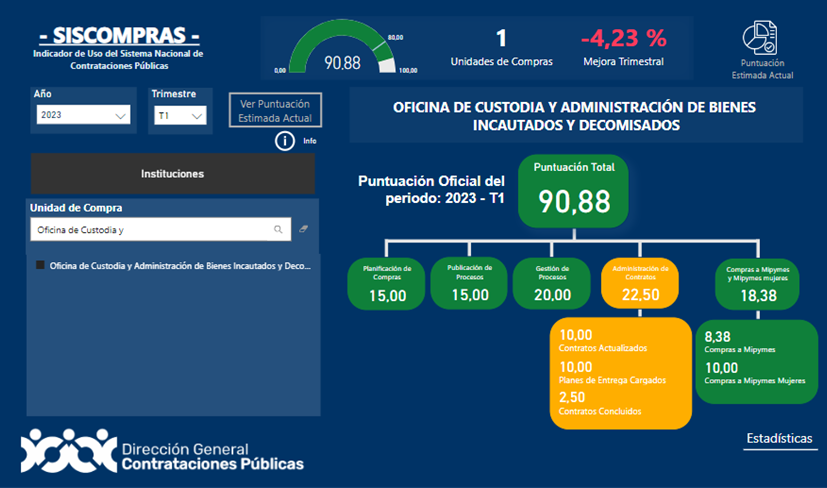 - SISCOMPRAS -
Indicador de Uso del Sistema Nacional de
Contrataciones Públicas
0,00
80,00
90,88
100,00
1
Unidades de Compras
-4,23 %
Mejora Trimestral
Puntuación
Estimada Actual
Año
2023
Trimestre
T1
Ver Puntuación
Estimada Actual
i
Info
Instituciones
Unidad de Compra
Oficina de Custodia y
Oficina de Custodia y Administración de Bienes Incautados y Deco...
OFICINA DE CUSTODIA Y ADMINISTRACIÓN DE BIENES
INCAUTADOS Y DECOMISADOS
Puntuación Oficial del
periodo: 2023 - T1
Puntuación Total
90,88
Planificación de
Compras
15,00
Publicación de
Procesos
15,00
Gestión de
Procesos
20,00
Administración de
Contratos
22,50
Compras a Mipymes
y Mipymes mujeres
18,38
10,00
Contratos Actualizados
10,00
Planes de Entrega Cargados
2,50
Contratos Concluidos
8,38
Compras a Mipymes
10,00
Compras a Mipymes Mujeres
Estadísticas
Dirección General
Contrataciones Públicas